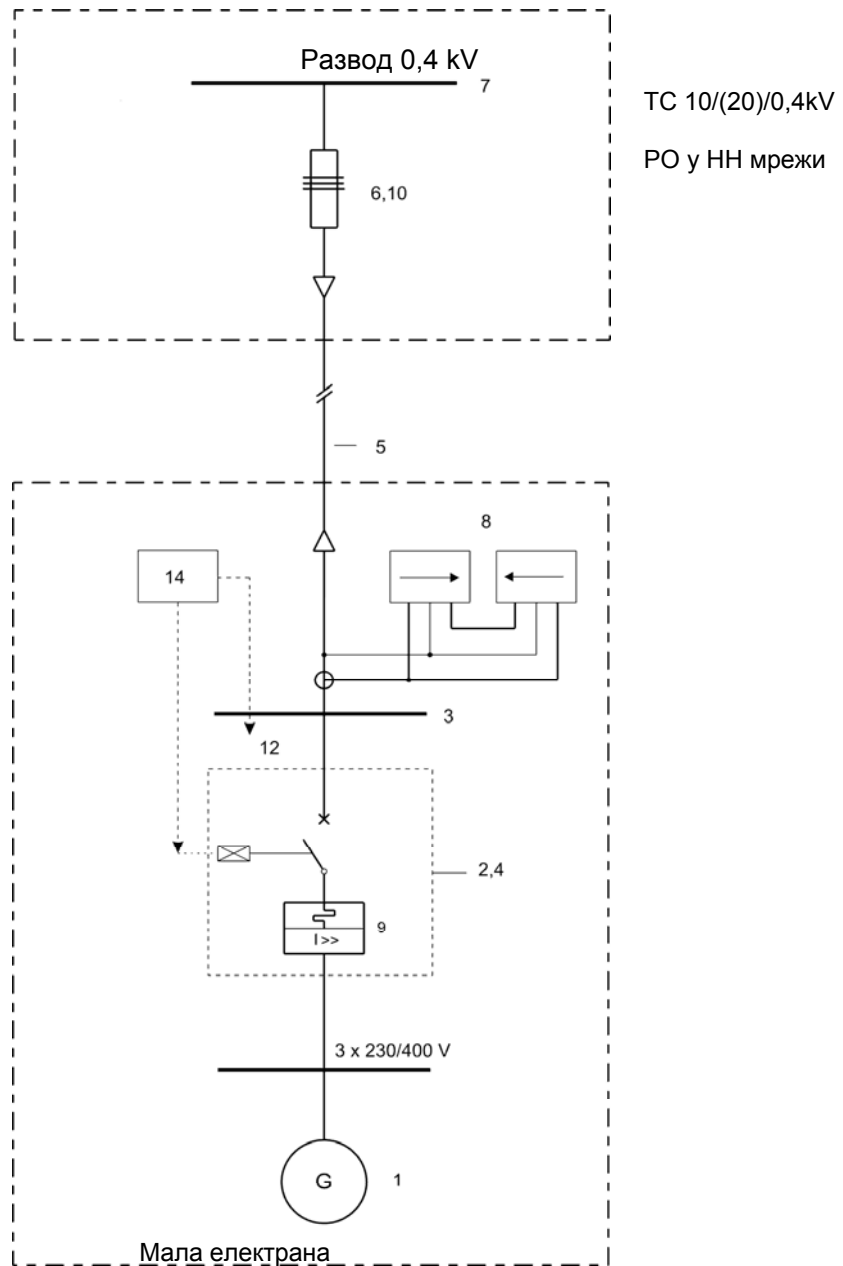 Развод 0,4 kV
7
ТС 10/(20)/0,4kV
РО у НН мрежи
6,10
5
8
14
3
12
2,4
9
I>>
3 x 230/400 V
G
1
Мала електрана